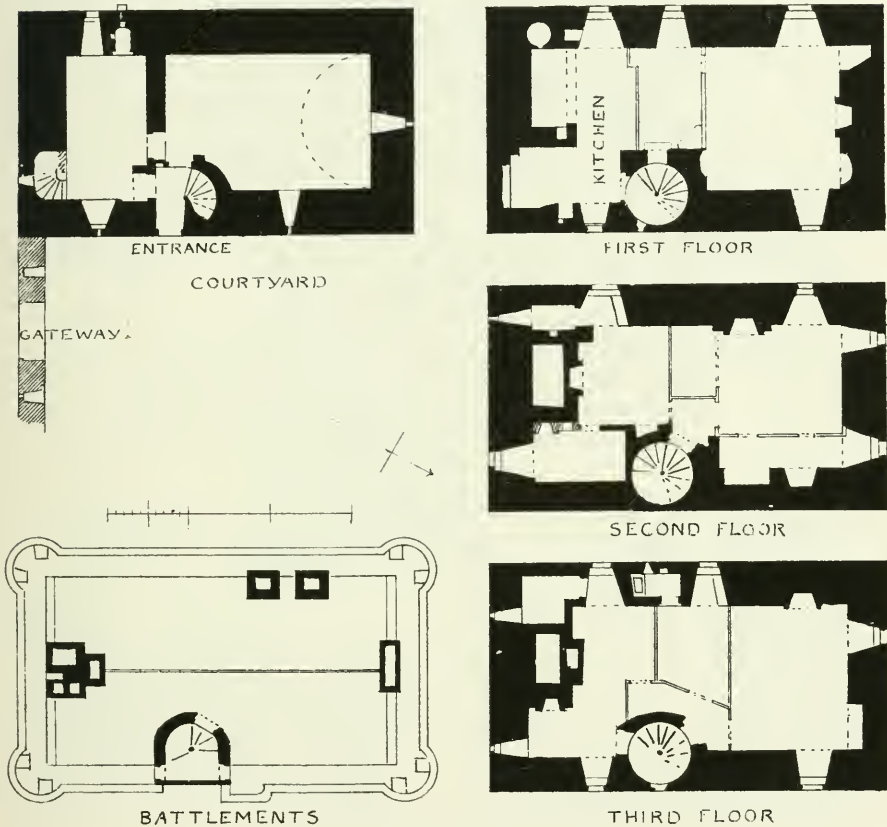 ENTRANCE
COURTYARD
GATEWAY.
KITCHEN
FIRST FLOOR
SECOND FLOOR
BATTLEMENTS
THIRD FLOOR